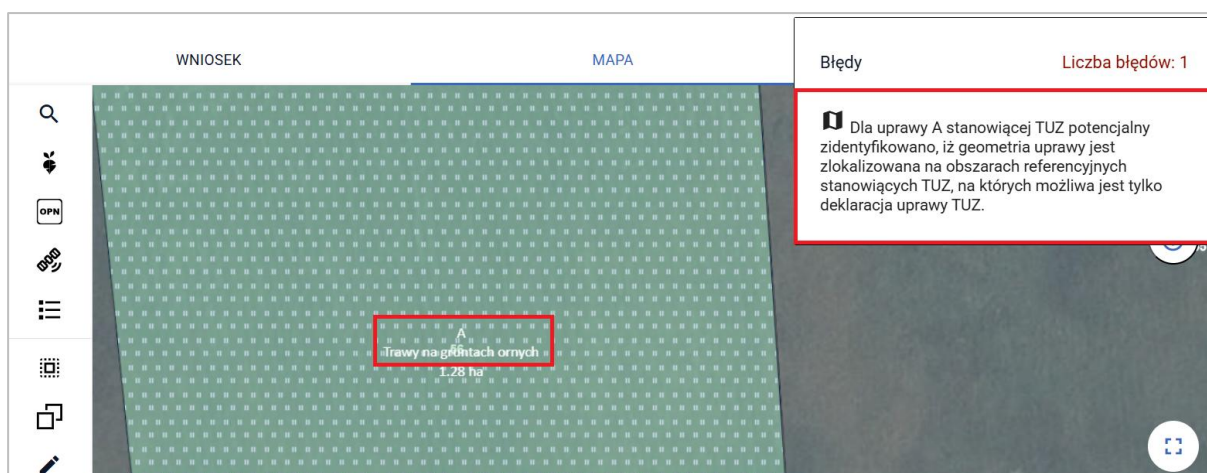 WNIOSEK
MAPA
Błędy
Liczba błędów: 1
Dla uprawy A stanowiącej TUZ potencjalny
zidentyfikowano, iż geometria uprawy jest
zlokalizowana na obszarach referencyjnych
stanowiących TUZ, na których możliwa jest tylko
deklaracja uprawy TUZ.
OPN
A
56
Trawy na gruntach ornych
1.28 ha